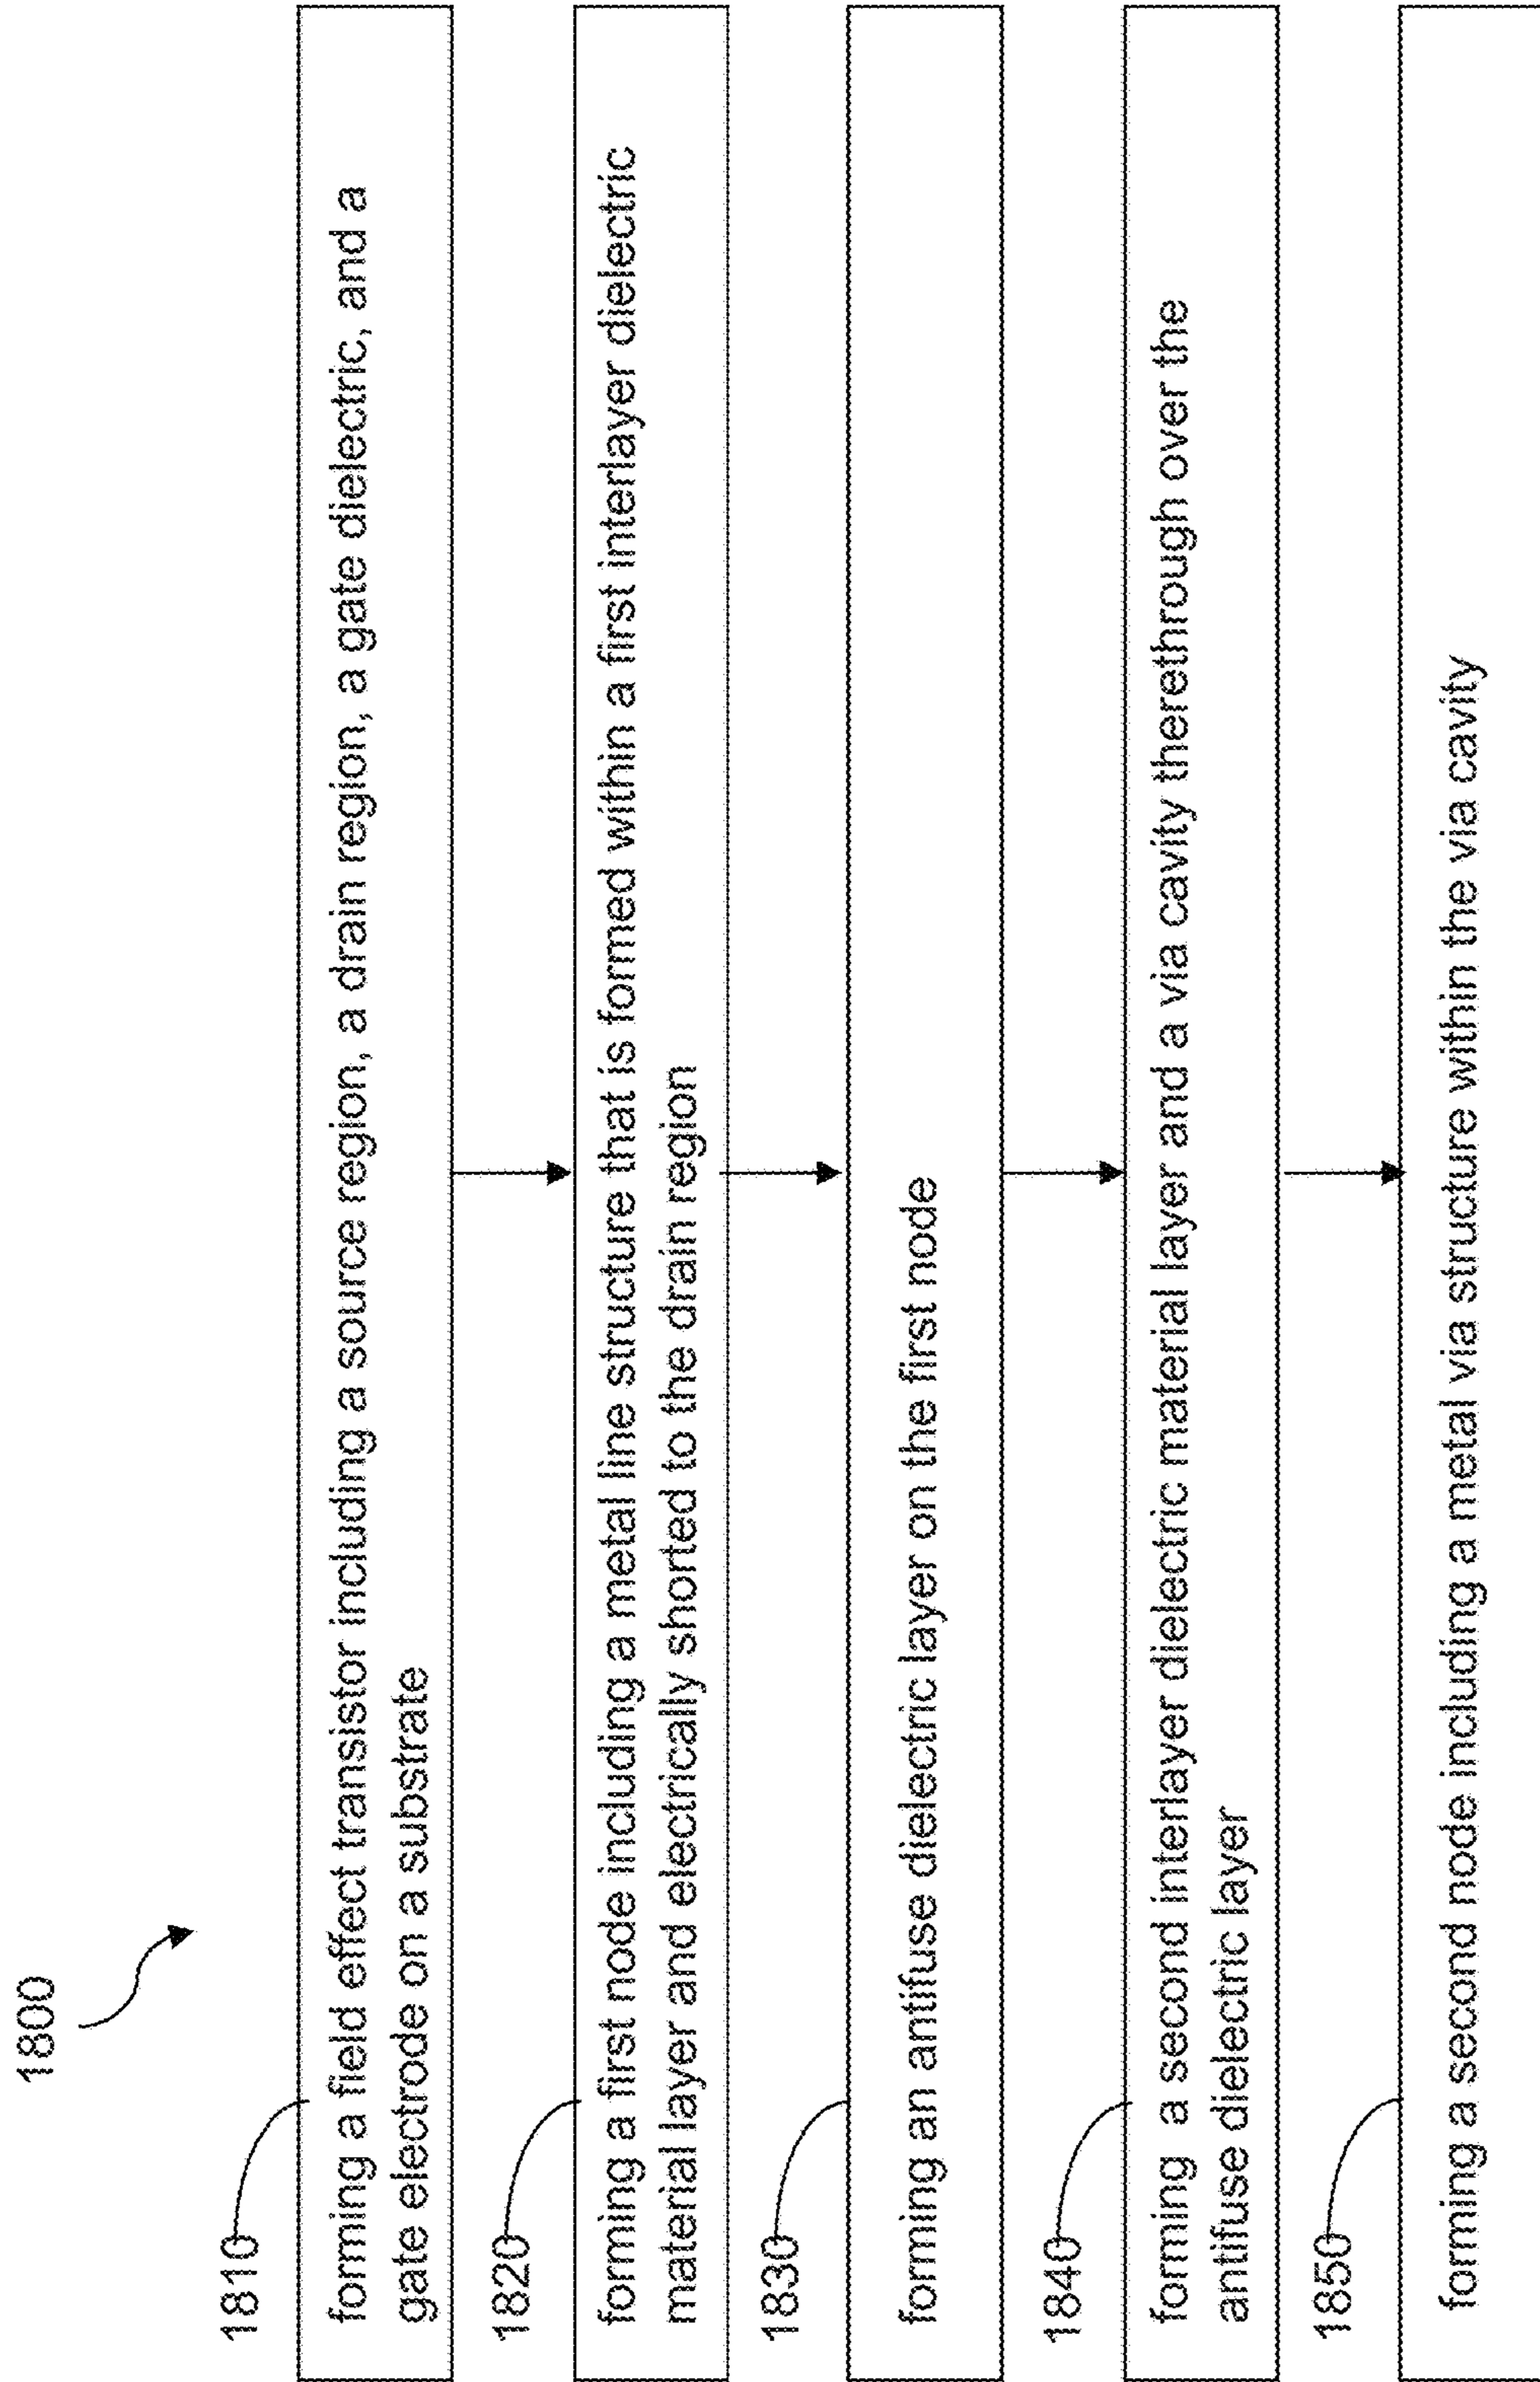 1800
1810
forming a field effect transistor including a source region, a drain region, a gate dielectric, and a
gate electrode on a substrate
1820
forming a first node including a metal line structure that is formed within a first interlayer dielectric
material layer and electrically shorted to the drain region
1830
forming an antifuse dielectric layer on the first node
1840
forming a second interlayer dielectric material layer and a via cavity therethrough over the
antifuse dielectric layer
1850
forming a second node including a metal via structure within the via cavity